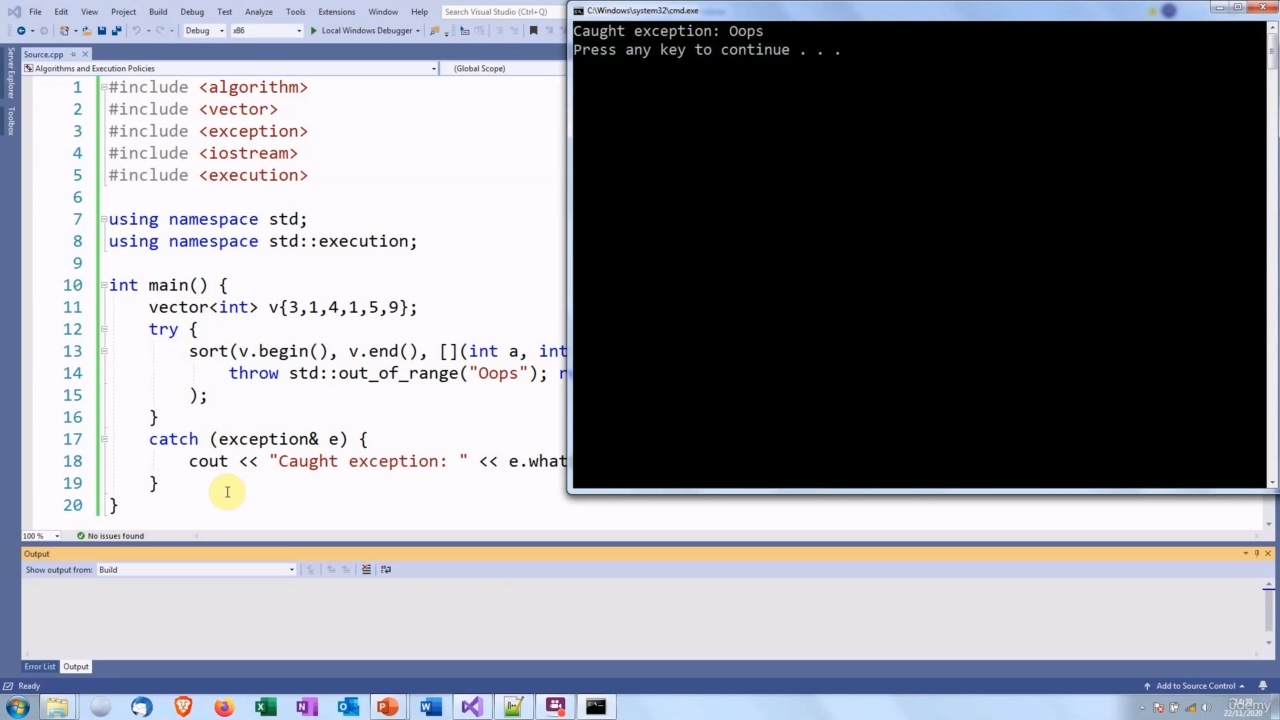 File Edit View Project Build Debug Test Analyze Tools Extensions Window Help Search Visual Studio (Ctrl+Q)
C:\Windows\system32\cmd.exe
Debug x86 Local Windows Debugger
Caught exception: Oops
Press any key to continue . . .
Source.cpp
Algorithms and Execution Policies (Global Scope)
Server Explorer
Toolbox
1 #include <algorithm>
2 #include <vector>
3 #include <exception>
4 #include <iostream>
5 #include <execution>
6
7 using namespace std;
8 using namespace std::execution;
9
10 int main() {
11 vector<int> v{3,1,4,1,5,9};
12 try {
13 sort(v.begin(), v.end(), [](int a, int
14 throw std::out_of_range("Oops");
15 );
16 }
17 catch (exception& e) {
18 cout << "Caught exception: " << e.what
19 }
20 }
100 % No issues found
Output
Show output from: Build
Error List Output
Ready Add to Source Control
udemy
22/11/2020